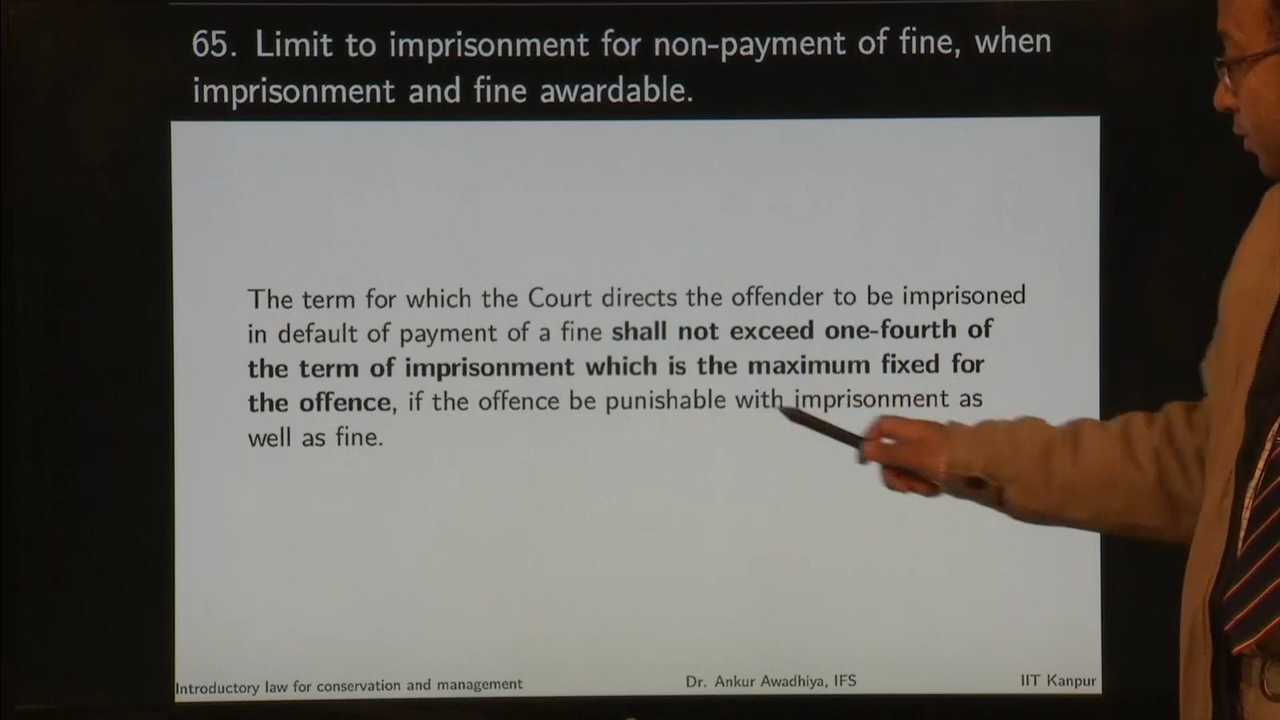 65. Limit to imprisonment for non-payment of fine, when
imprisonment and fine awardable.
The term for which the Court directs the offender to be imprisoned
in default of payment of a fine shall not exceed one-fourth of
the term of imprisonment which is the maximum fixed for
the offence, if the offence be punishable with imprisonment as
well as fine.
Introductory law for conservation and management Dr. Ankur Awadhiya, IFS IIT Kanpur